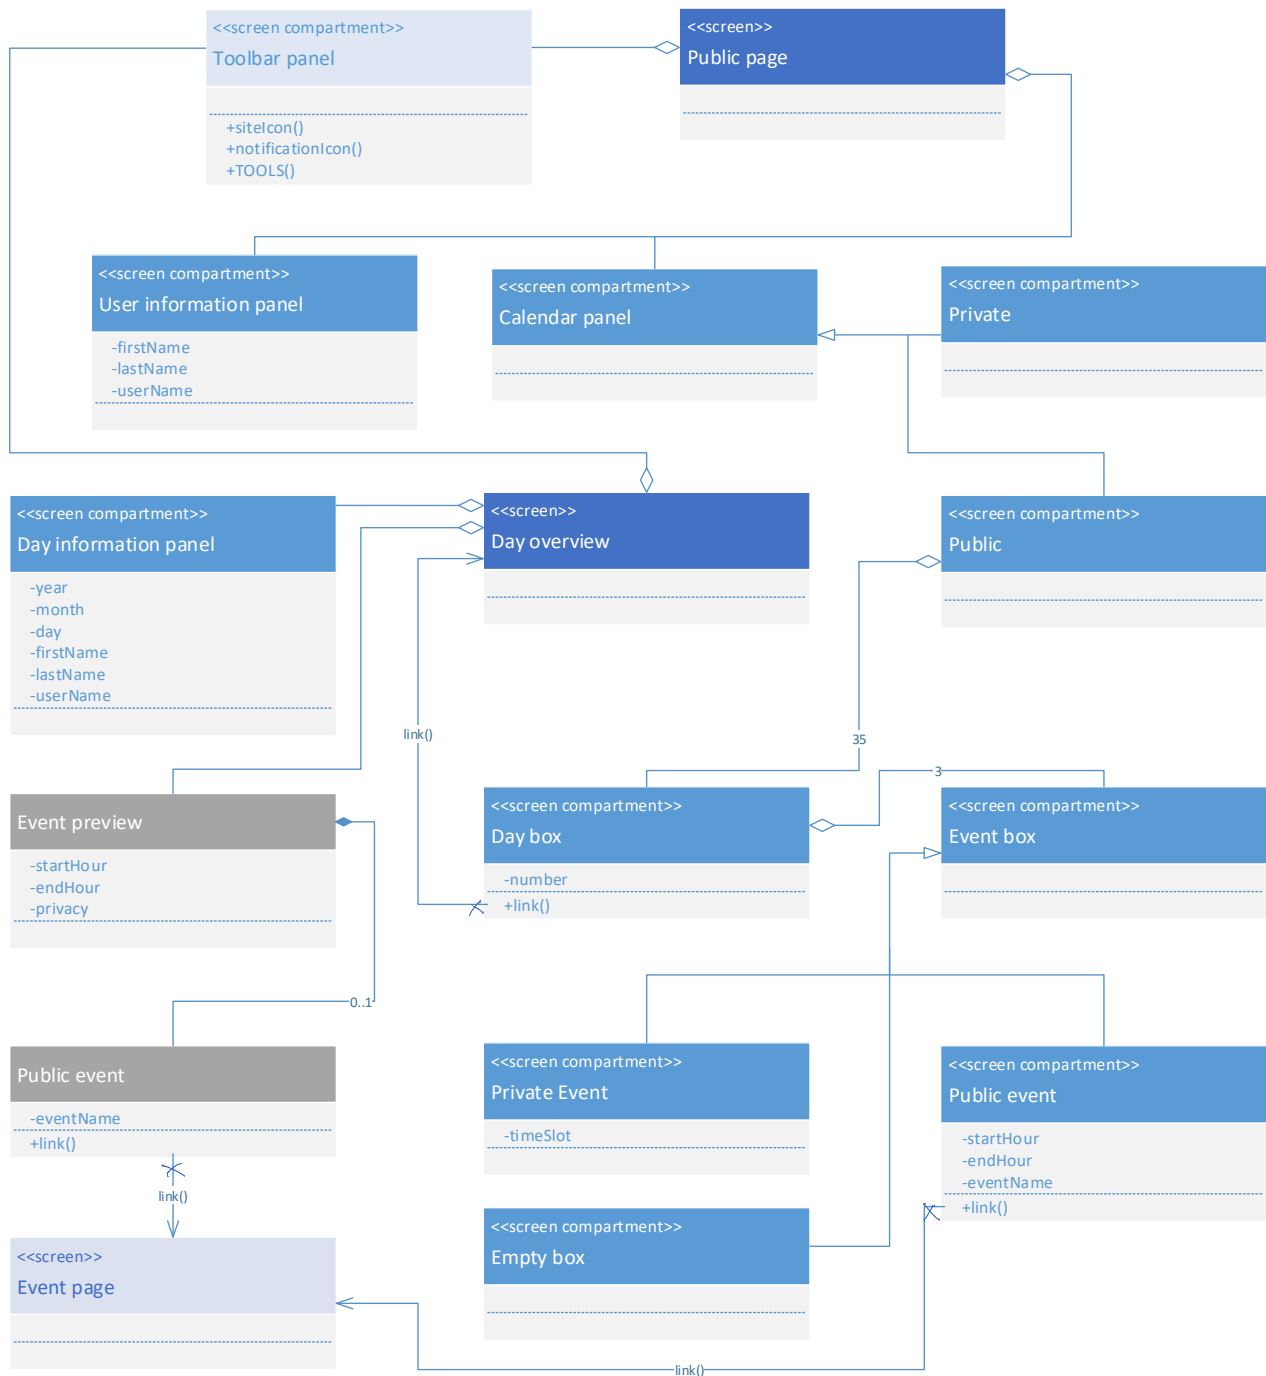 <<screen compartment>>
Toolbar panel
+siteIcon()
+notificationIcon()
+TOOLS()
<<screen>>
Public page
<<screen compartment>>
User information panel
-firstName
-lastName
-userName
<<screen compartment>>
Calendar panel
<<screen compartment>>
Private
<<screen compartment>>
Day information panel
-year
-month
-day
-firstName
-lastName
-userName
<<screen>>
Day overview
<<screen compartment>>
Public
link()
35
3
Event preview
-startHour
-endHour
-privacy
<<screen compartment>>
Day box
-number
+link()
<<screen compartment>>
Event box
0..1
Public event
-eventName
+link()
link()
<<screen compartment>>
Private Event
-timeSlot
<<screen compartment>>
Public event
-startHour
-endHour
-eventName
+link()
<<screen>>
Event page
<<screen compartment>>
Empty box
link()